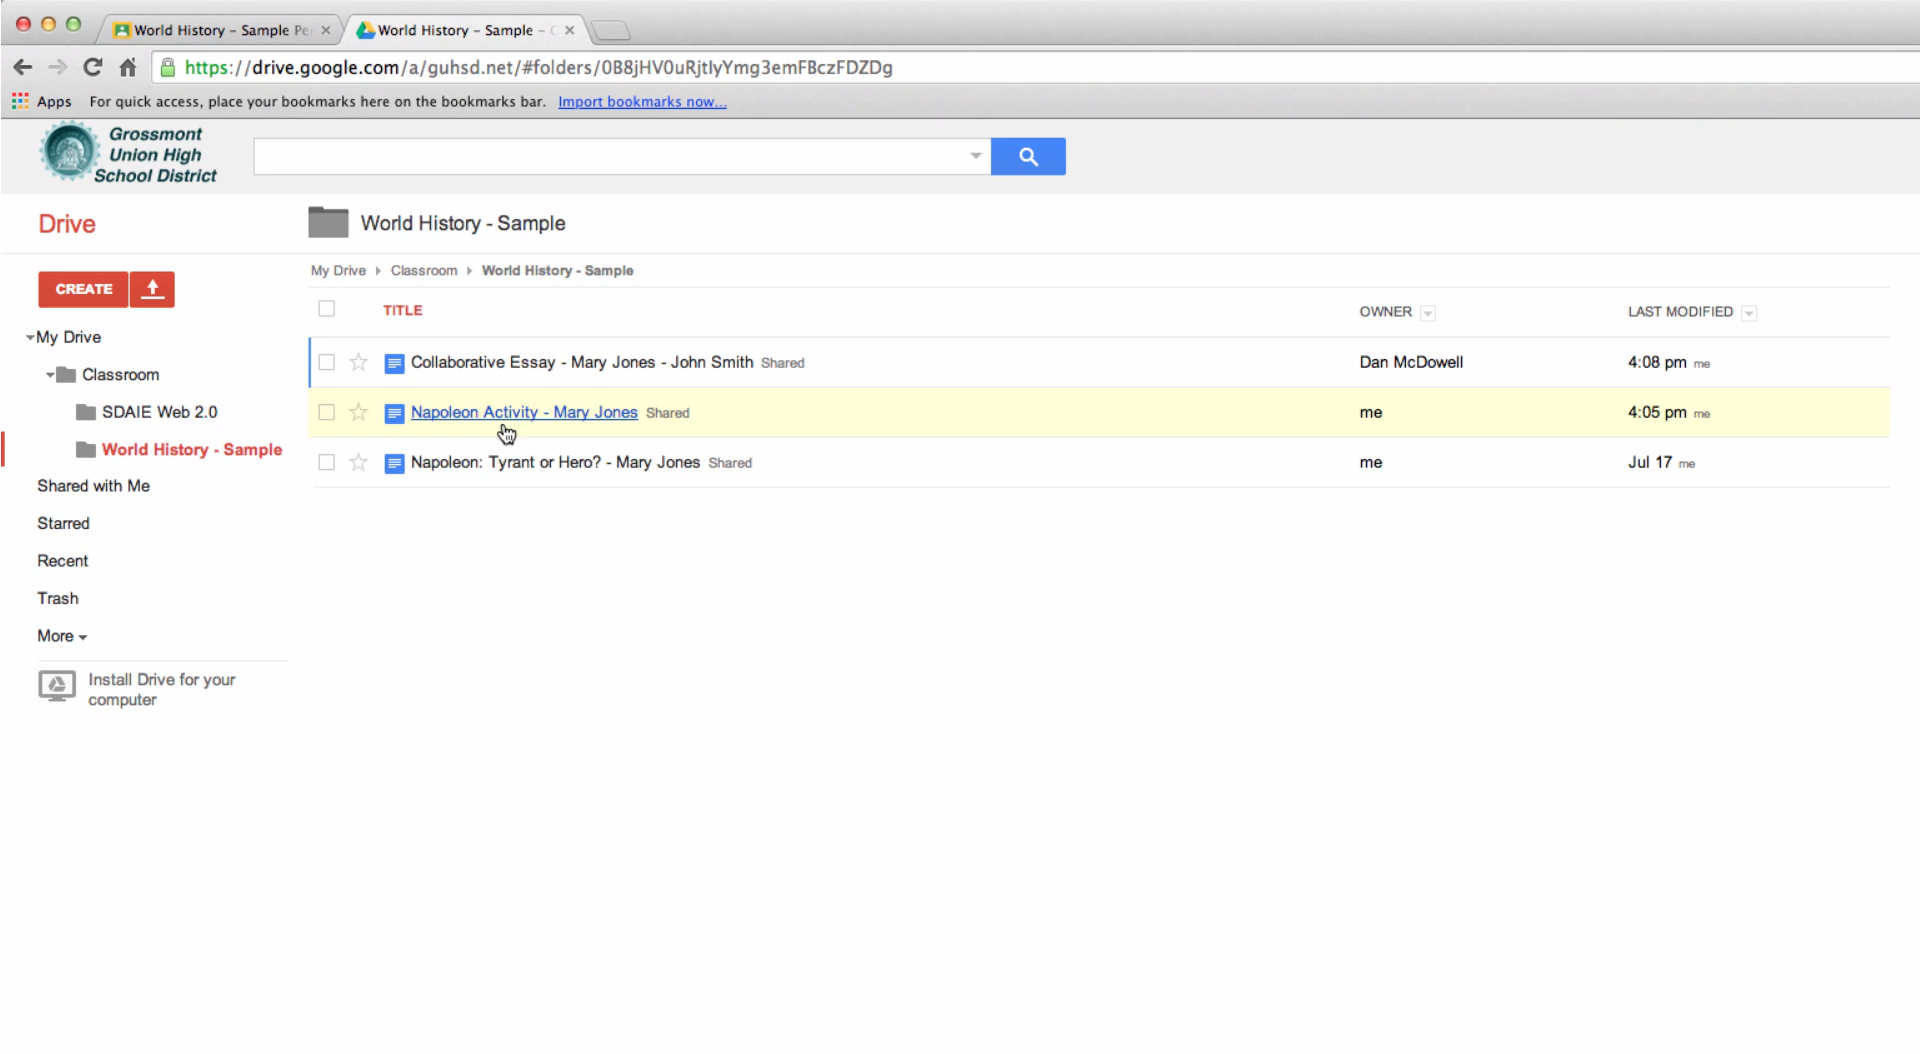 World History – Sample Pe
World History – Sample –
https://drive.google.com/a/guhsd.net/#folders/0B8jHV0uRjtlyYmg3emFBczFDZDg
Apps For quick access, place your bookmarks here on the bookmarks bar. Import bookmarks now...
Grossmont
Union High
School District
Drive
World History - Sample
My Drive Classroom World History - Sample
CREATE
TITLE OWNER LAST MODIFIED
My Drive
Classroom
SDAIE Web 2.0
World History - Sample
Shared with Me
Starred
Recent
Trash
More
Install Drive for your
computer
Collaborative Essay - Mary Jones - John Smith Shared Dan McDowell 4:08 pm me
Napoleon Activity - Mary Jones Shared me 4:05 pm me
Napoleon: Tyrant or Hero? - Mary Jones Shared me Jul 17 me